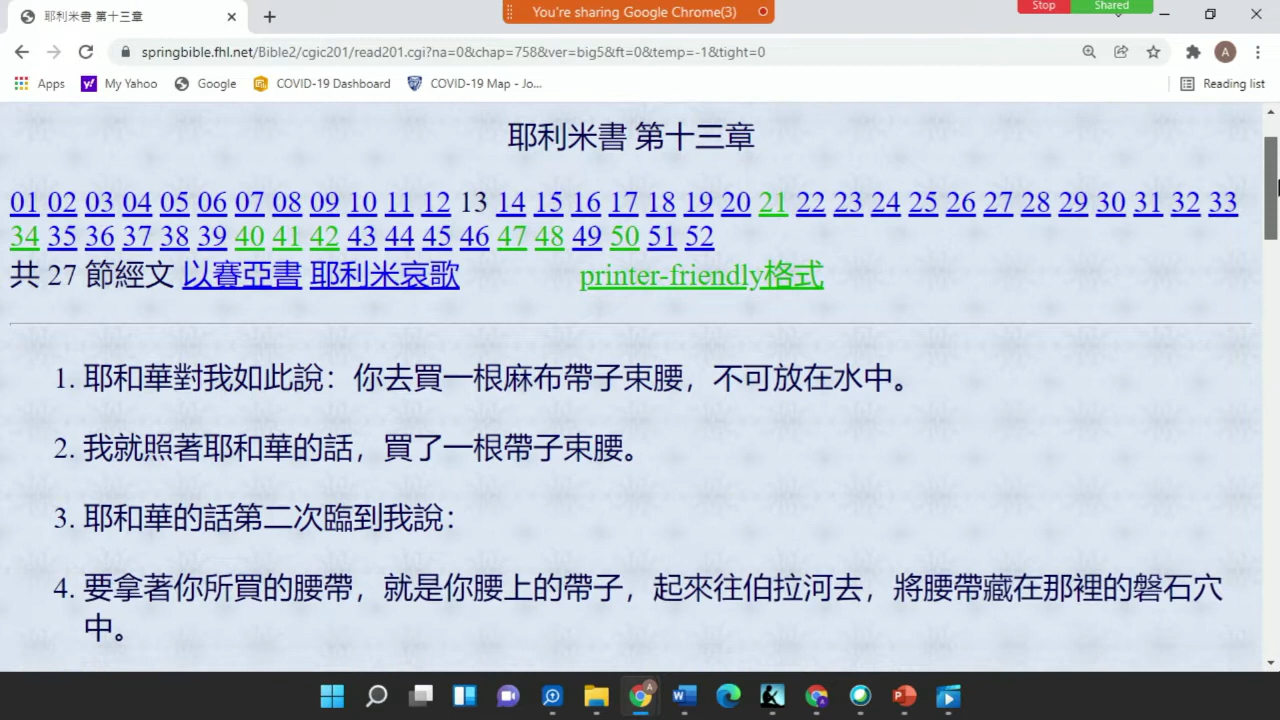 耶利米書 第十三章
You're sharing Google Chrome(3)
Stop
Shared
springbible.fhl.net/Bible2/cgic201/read201.cgi?na=0&chap=758&ver=big5&ft=0&temp=-1&tight=0
A
Apps
My Yahoo
Google
COVID-19 Dashboard
COVID-19 Map - Jo...
Reading list
耶利米書 第十三章
01 02 03 04 05 06 07 08 09 10 11 12 13 14 15 16 17 18 19 20 21 22 23 24 25 26 27 28 29 30 31 32 33
34 35 36 37 38 39 40 41 42 43 44 45 46 47 48 49 50 51 52
共 27 節經文 以賽亞書 耶利米哀歌 printer-friendly格式
1. 耶和華對我如此說：你去買一根麻布帶子束腰，不可放在水中。
2. 我就照著耶和華的話，買了一根帶子束腰。
3. 耶和華的話第二次臨到我說：
4. 要拿著你所買的腰帶，就是你腰上的帶子，起來往伯拉河去，將腰帶藏在那裡的磐石穴
中。